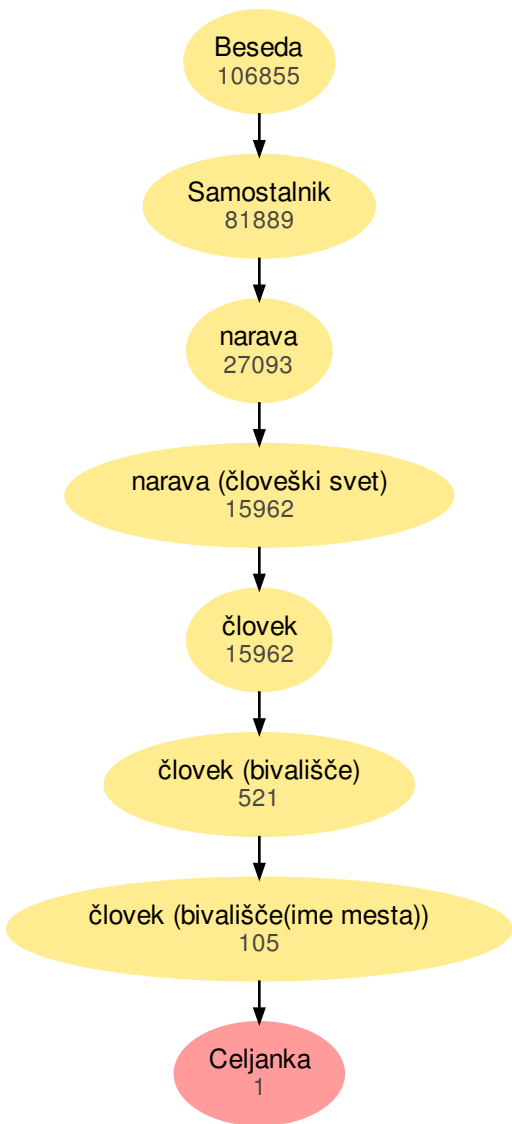 Beseda
106855
Samostalnik
81889
narava
27093
narava (človeški svet)
15962
človek
15962
človek (bivališče)
521
človek (bivališče(ime mesta))
105
Celjanka
1